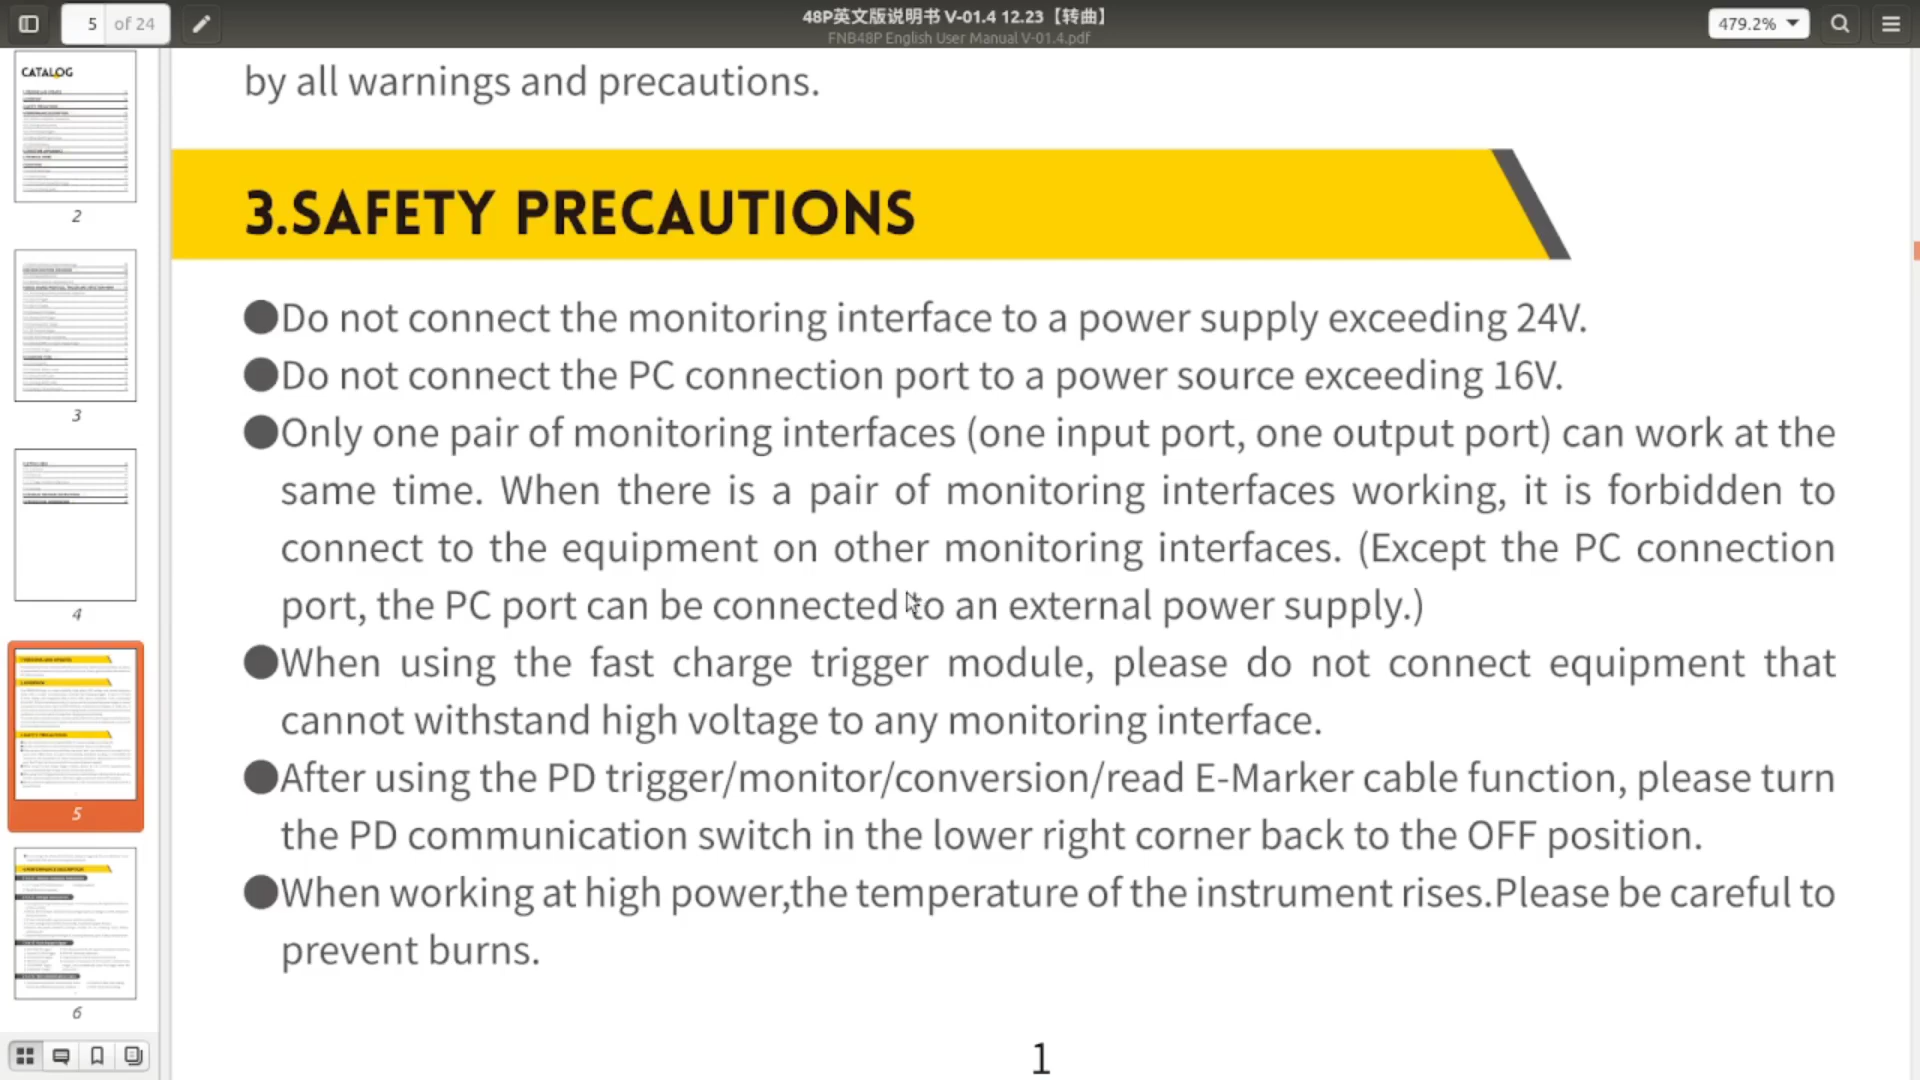 5 of 24
48P英文版说明书 V-01.4 12.23【转曲】
FNB48P English User Manual V-01.4.pdf
479.2%
CATALOG
2
3
4
5
6
by all warnings and precautions.
3.SAFETY PRECAUTIONS
●Do not connect the monitoring interface to a power supply exceeding 24V.
●Do not connect the PC connection port to a power source exceeding 16V.
●Only one pair of monitoring interfaces (one input port, one output port) can work at the
same time. When there is a pair of monitoring interfaces working, it is forbidden to
connect to the equipment on other monitoring interfaces. (Except the PC connection
port, the PC port can be connected to an external power supply.)
●When using the fast charge trigger module, please do not connect equipment that
cannot withstand high voltage to any monitoring interface.
●After using the PD trigger/monitor/conversion/read E-Marker cable function, please turn
the PD communication switch in the lower right corner back to the OFF position.
●When working at high power,the temperature of the instrument rises.Please be careful to
prevent burns.
1